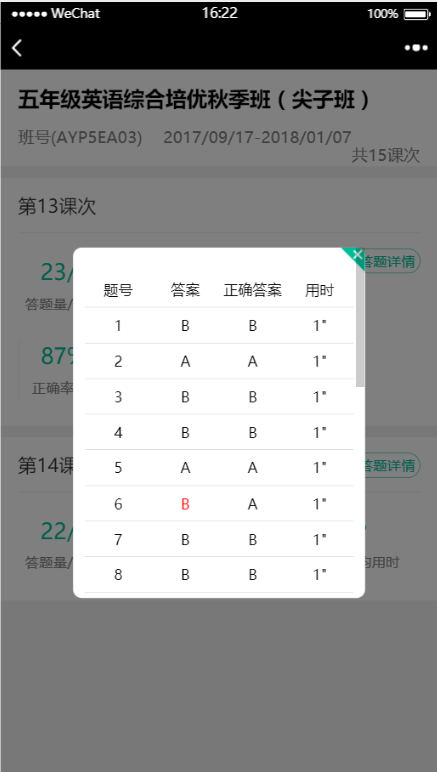 ●●●●● WeChat 16:22 100%
五年级英语综合培优秋季班（尖子班）
班号(AYP5EA03) 2017/09/17-2018/01/07
共15课次
第13课次
答题详情
23/
答题量/
87%
正确率
题号 答案 正确答案 用时
1 B B 1"
2 A A 1"
3 B B 1"
4 B B 1"
5 A A 1"
6 B A 1"
7 B B 1"
8 B B 1"
第14课
答题详情
22/
答题量/
均用时